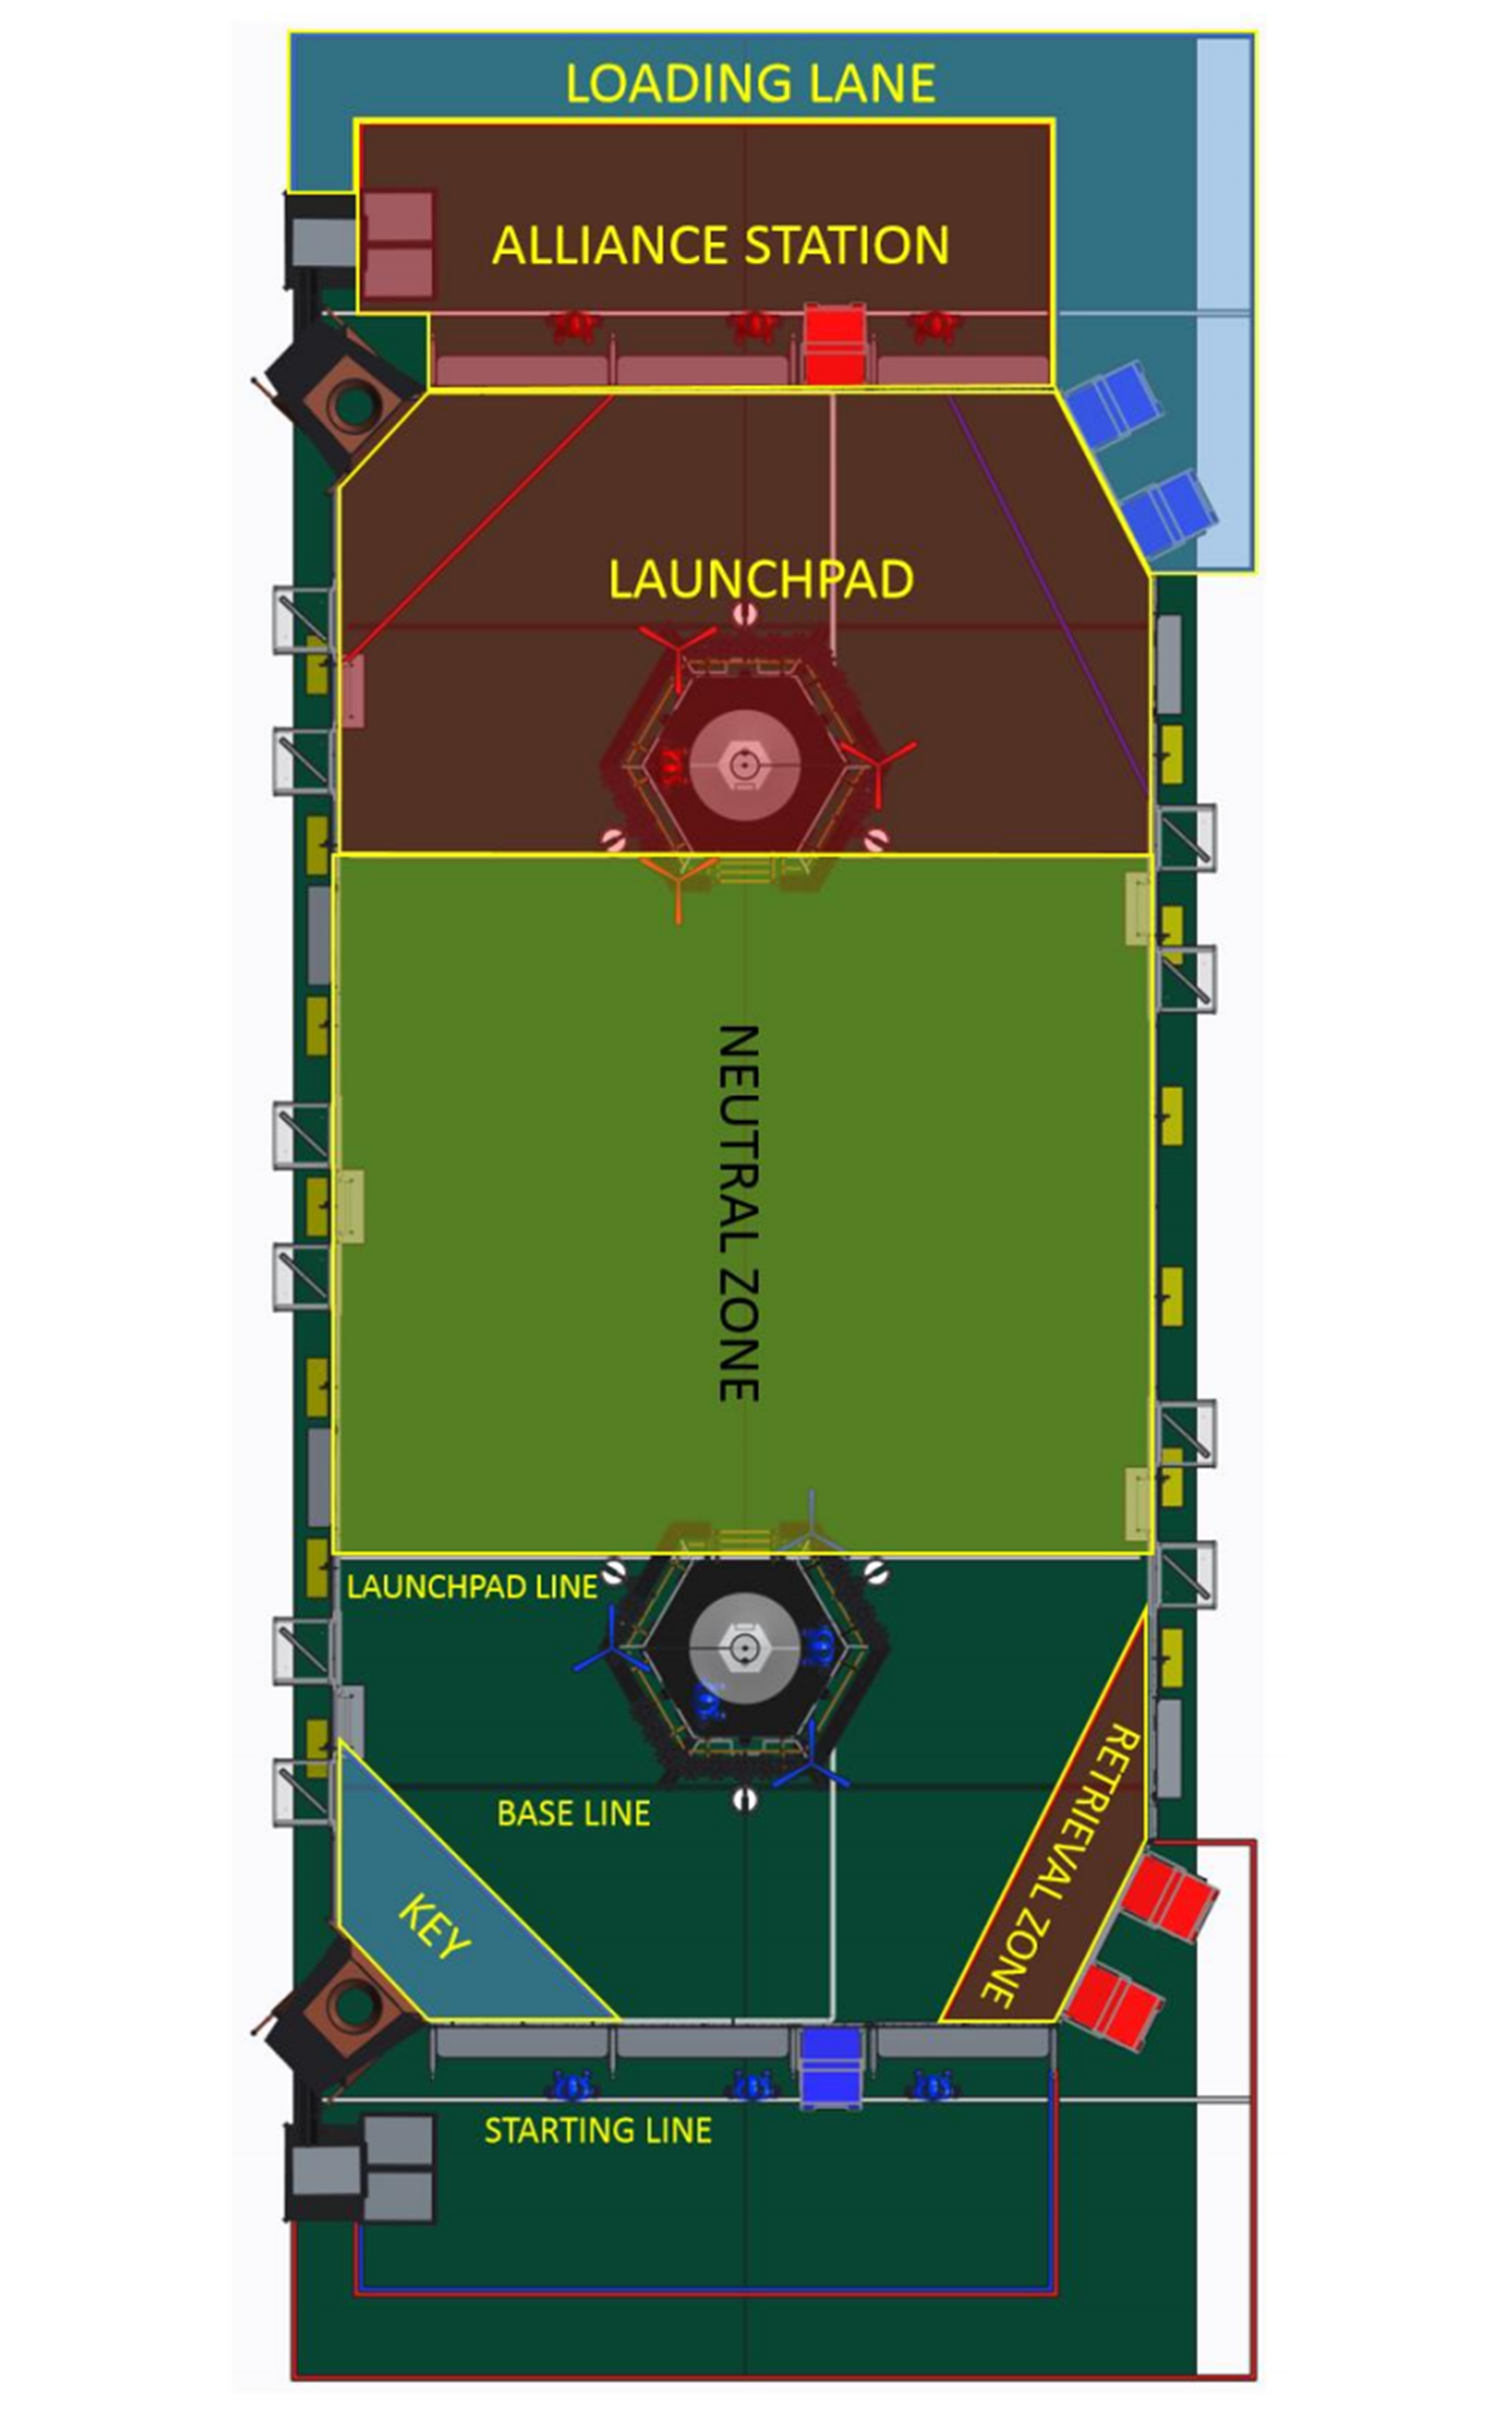 LOADING LANE
ALLIANCE STATION
LAUNCHPAD
NEUTRAL ZONE
LAUNCHPAD LINE
RETRIEVAL ZONE
BASE LINE
KEY
STARTING LINE